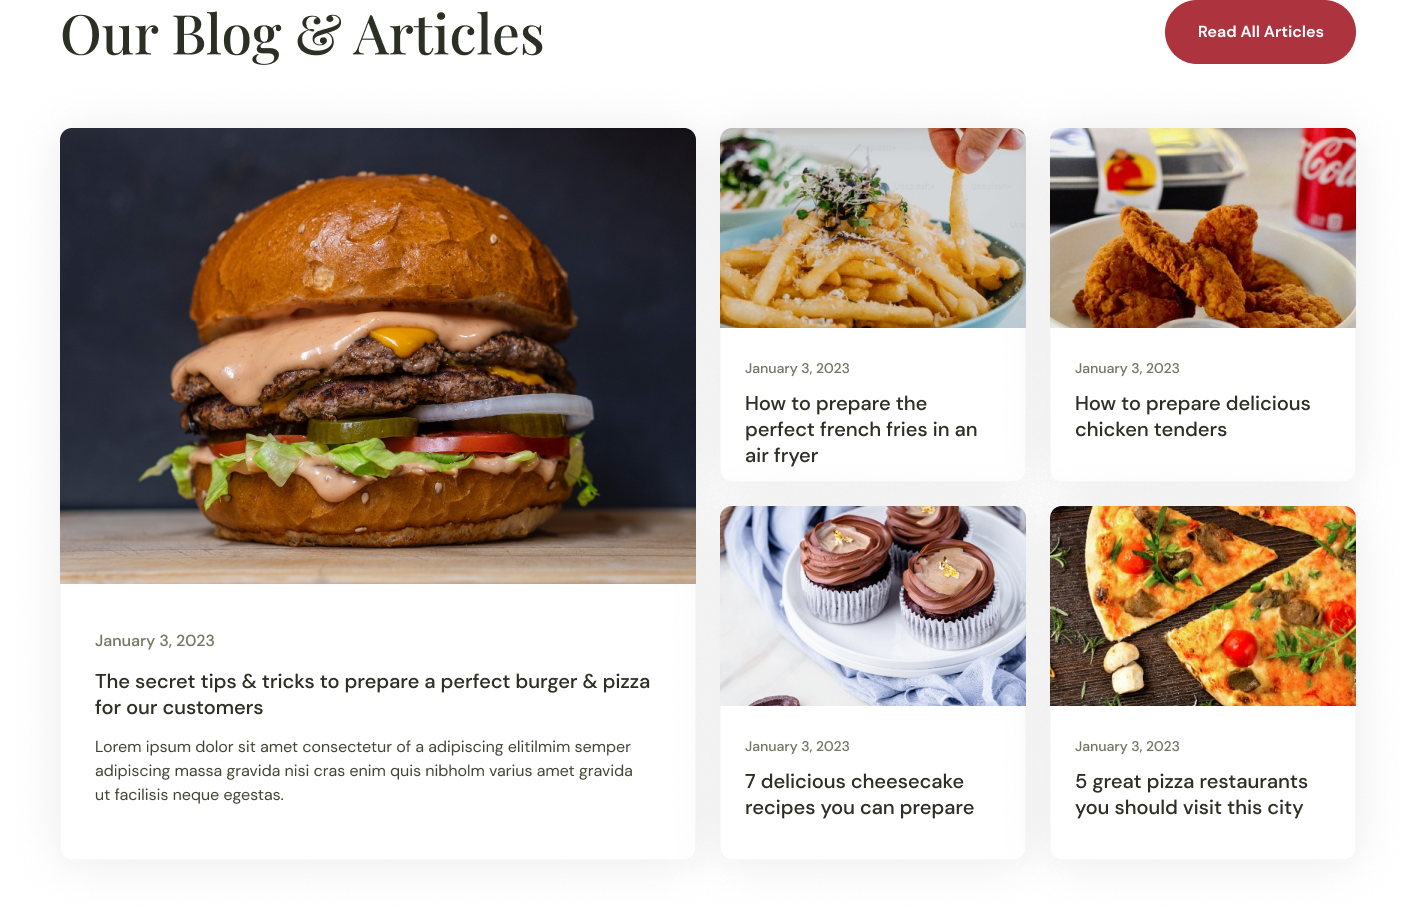 Our Blog & Articles
Read All Articles
January 3, 2023
The secret tips & tricks to prepare a perfect burger & pizza
for our customers
Lorem ipsum dolor sit amet consectetur of a adipiscing elitilmim semper
adipiscing massa gravida nisi cras enim quis nibholm varius amet gravida
ut facilisis neque egestas.
January 3, 2023
How to prepare the
perfect french fries in an
air fryer
January 3, 2023
How to prepare delicious
chicken tenders
January 3, 2023
7 delicious cheesecake
recipes you can prepare
January 3, 2023
5 great pizza restaurants
you should visit this city